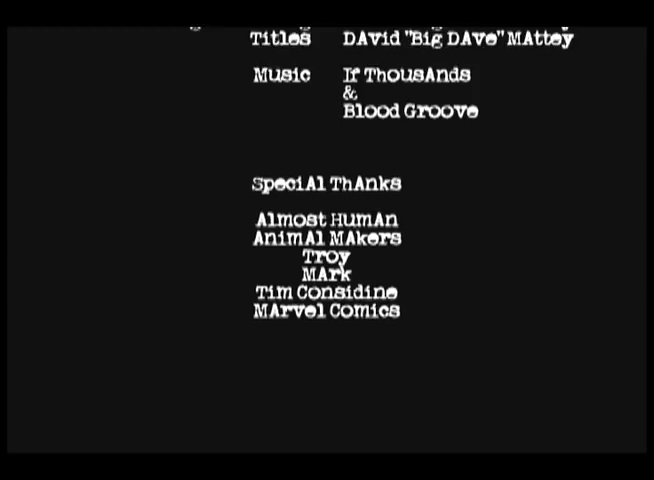 Titles DAvid "Big DAve" MAttey
Music If ThousAnds
&
Blood Groove
SpeciAl ThAnks
Almost HumAn
AnimAl MAkers
Troy
MArk
Tim Considine
MArvel Comics